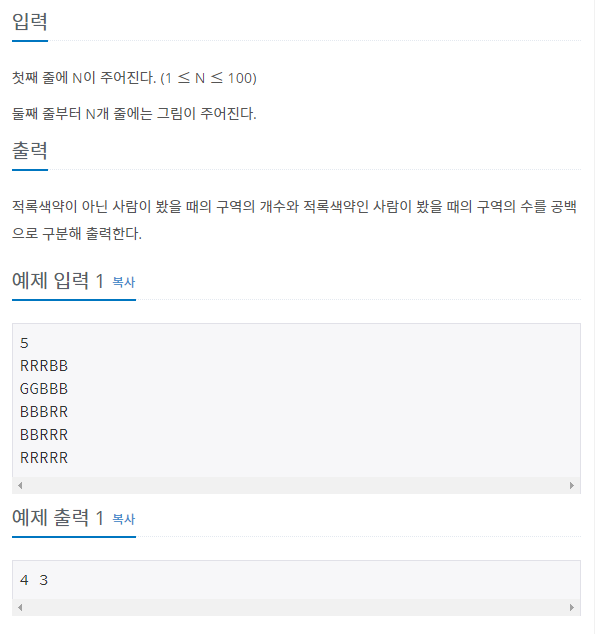 입력
첫째 줄에 N이 주어진다. (1 ≤ N ≤ 100)
둘째 줄부터 N개 줄에는 그림이 주어진다.
출력
적록색약이 아닌 사람이 봤을 때의 구역의 개수와 적록색약인 사람이 봤을 때의 구역의 수를 공백
으로 구분해 출력한다.
예제 입력 1 복사
5
RRRBB
GGBBB
BBBRR
BBRRR
RRRRR
예제 출력 1 복사
4 3